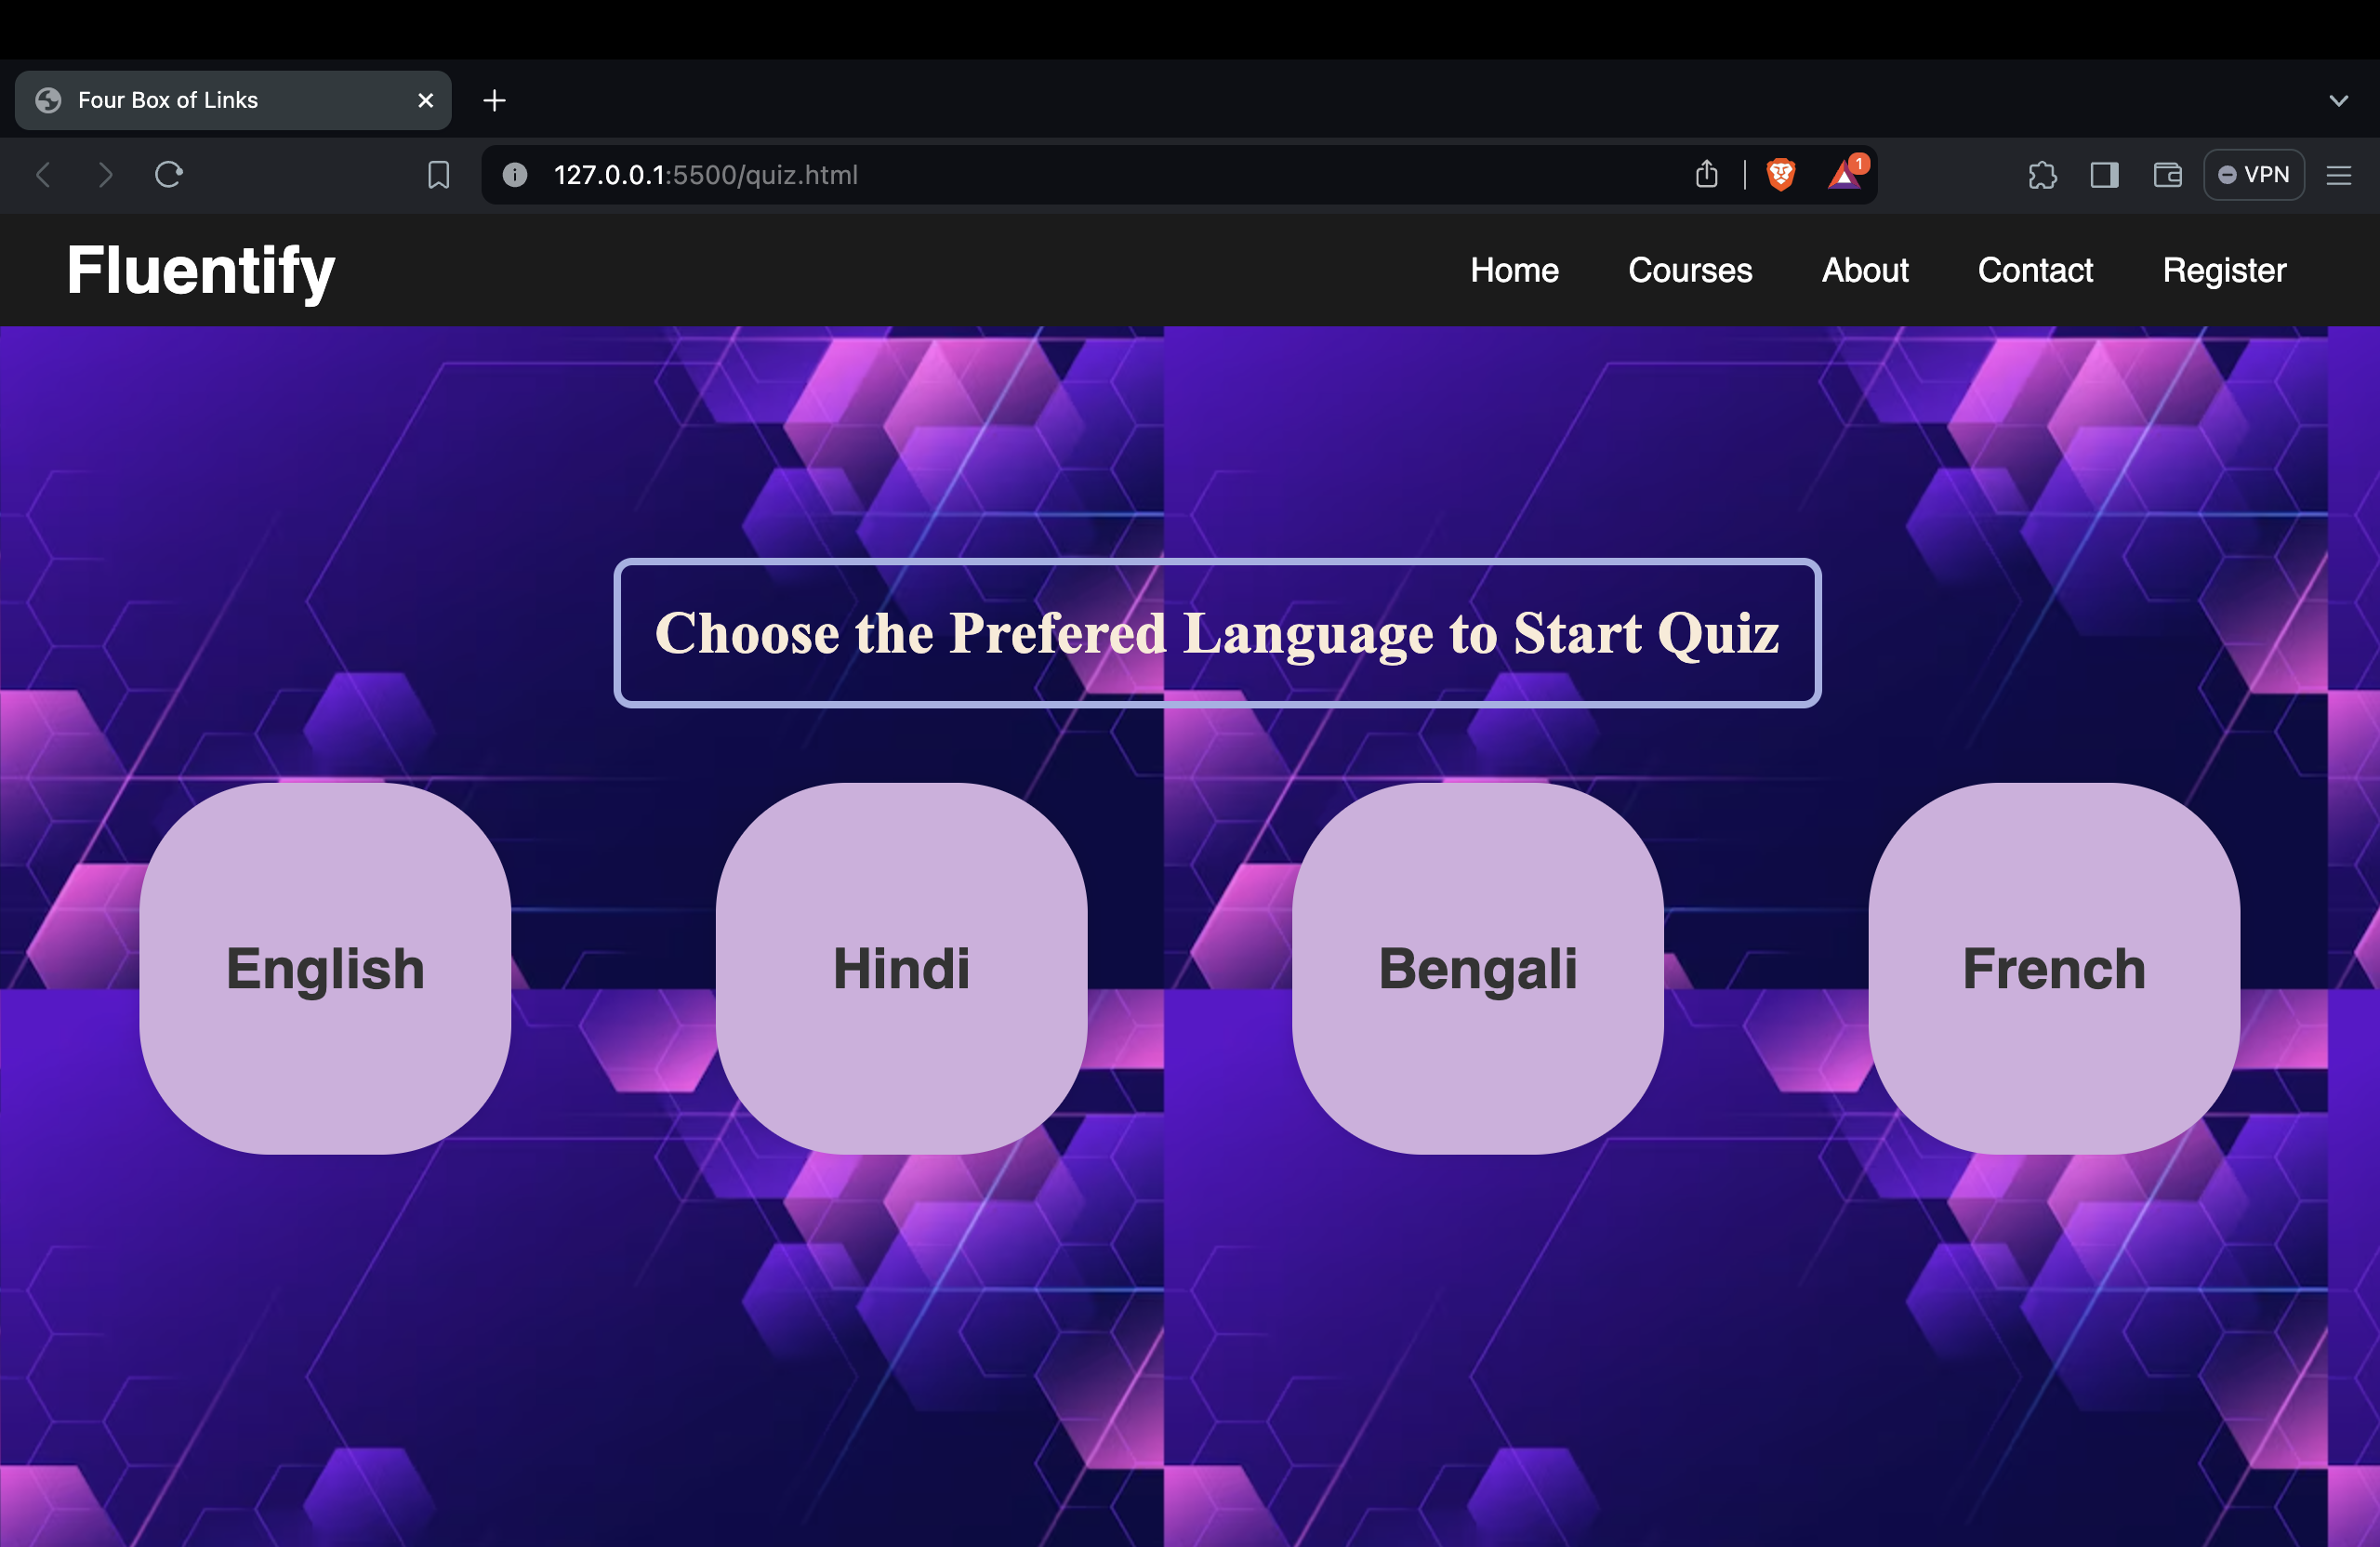 Four Box of Links
127.0.0.1:5500/quiz.html
1
VPN
Fluentify
Home Courses About Contact Register
Choose the Prefered Language to Start Quiz
English Hindi Bengali French